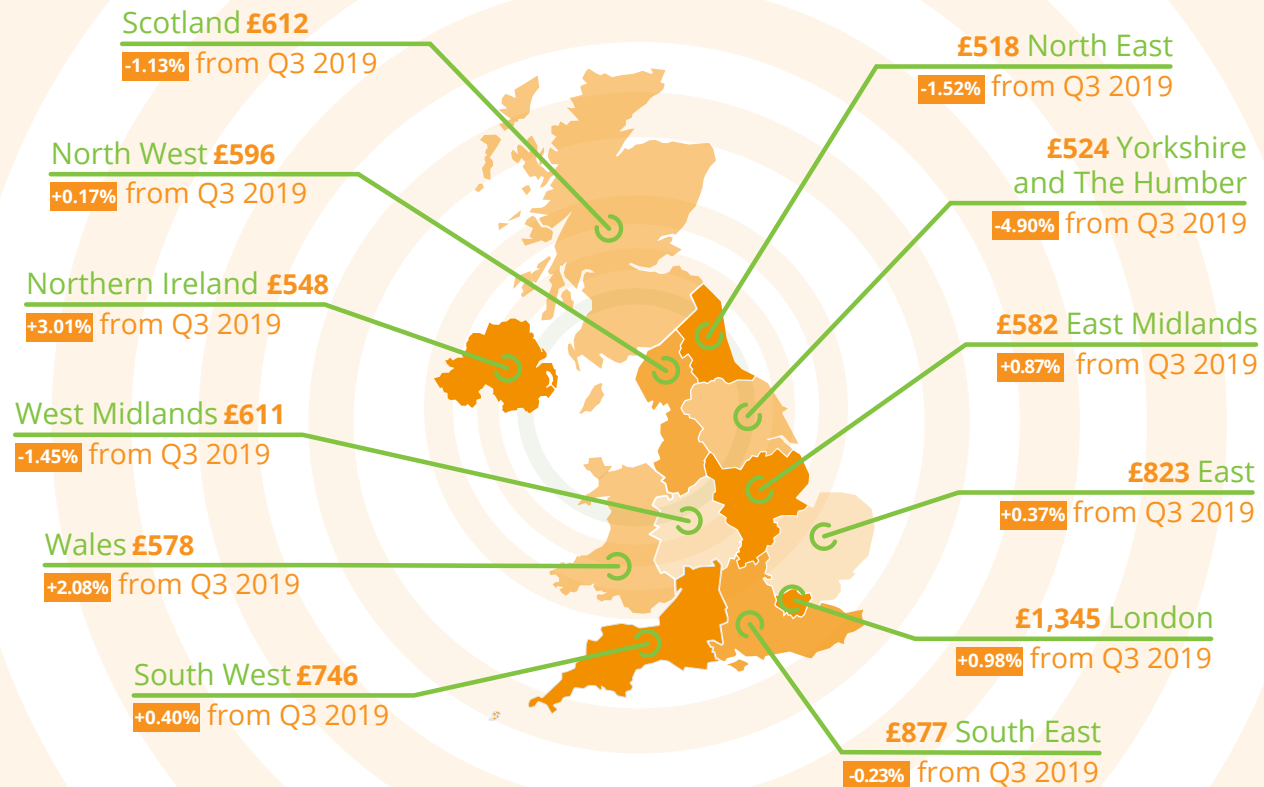 Scotland £612
-1.13% from Q3 2019
North West £596
+0.17% from Q3 2019
Northern Ireland £548
+3.01% from Q3 2019
West Midlands £611
-1.45% from Q3 2019
Wales £578
+2.08% from Q3 2019
South West £746
+0.40% from Q3 2019
£518 North East
-1.52% from Q3 2019
£524 Yorkshire
and The Humber
-4.90% from Q3 2019
£582 East Midlands
+0.87% from Q3 2019
£823 East
+0.37% from Q3 2019
£1,345 London
+0.98% from Q3 2019
£877 South East
-0.23% from Q3 2019